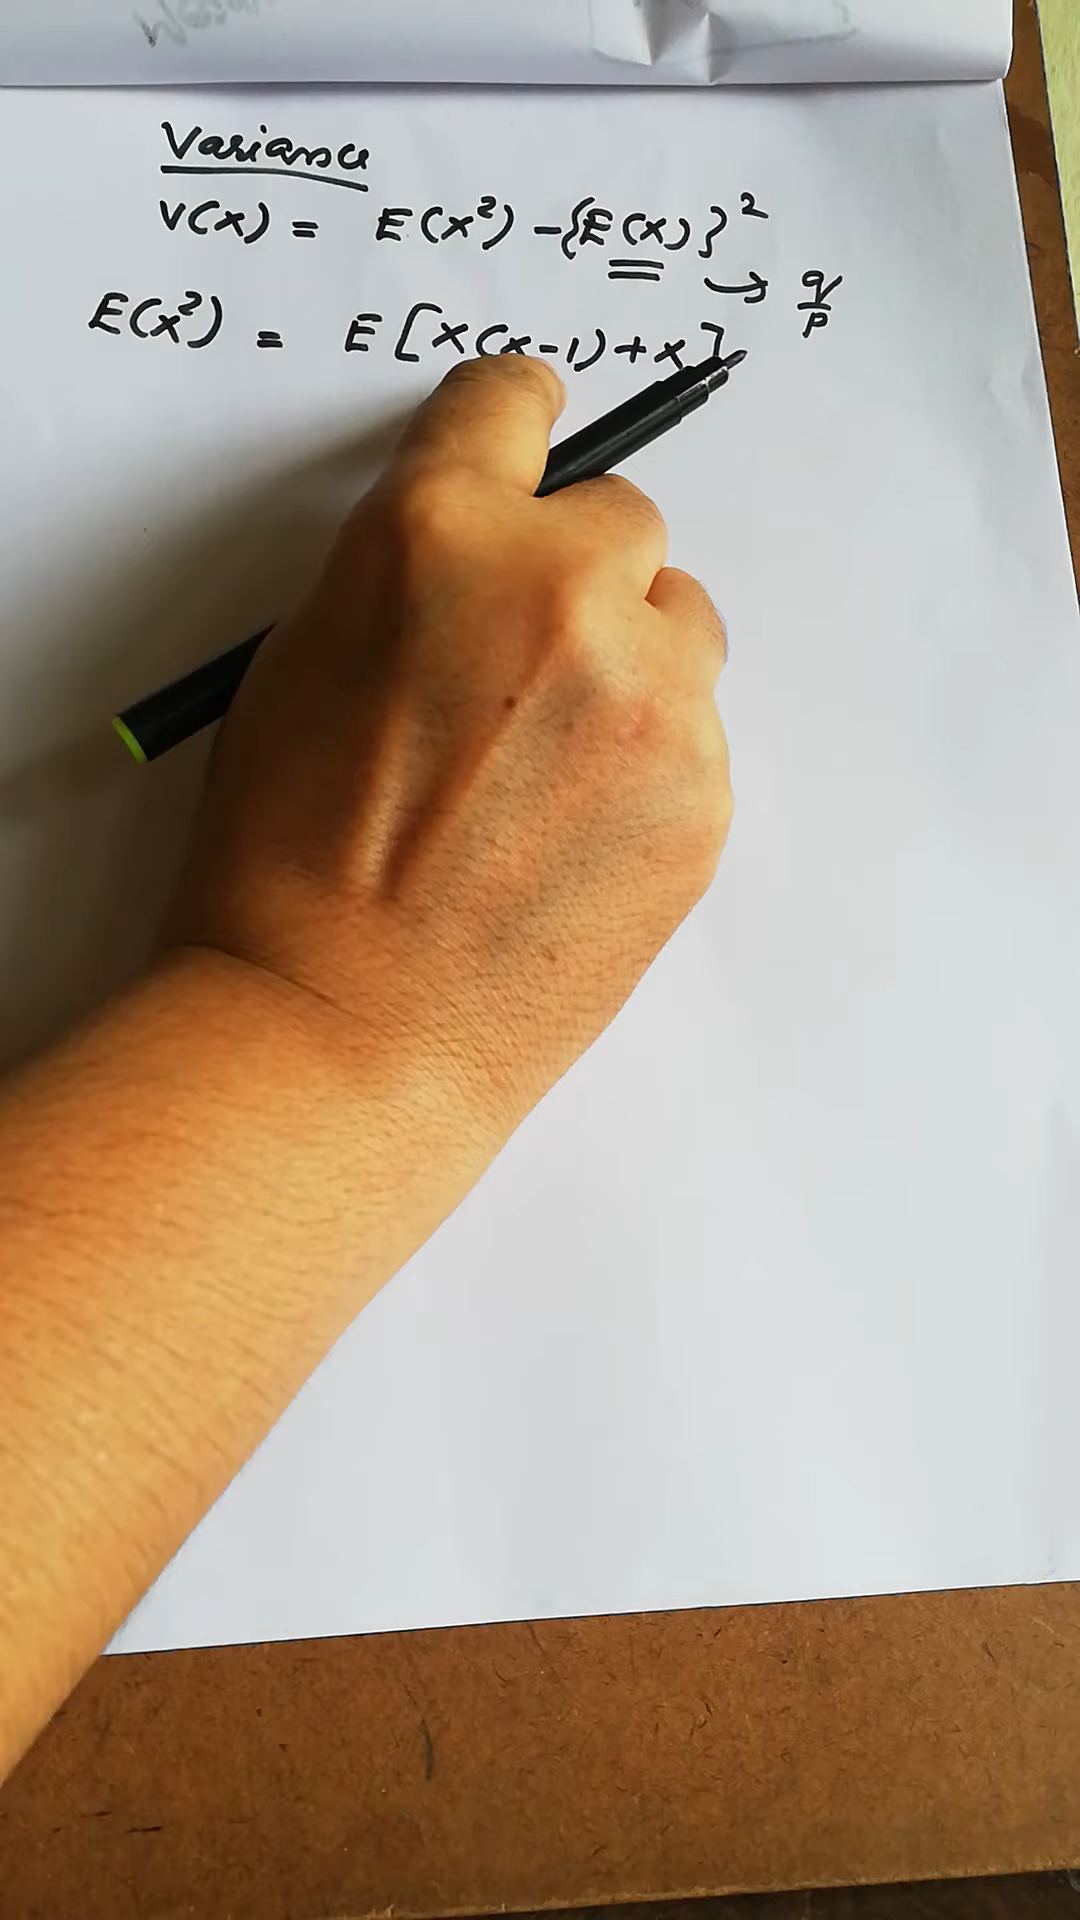 Variance
V(X) = E(X²) - {E(X)}²
→ q/p
E(X²) = E[X(X-1)+X]